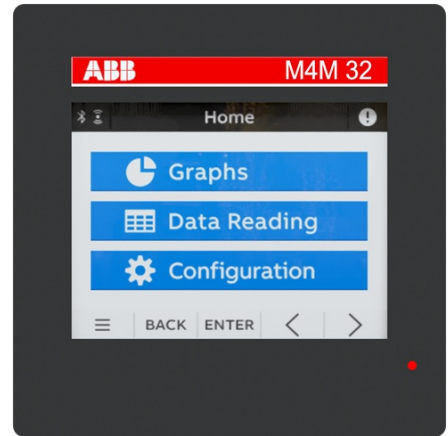 ABB M4M 32
Home
Graphs
Data Reading
Configuration
BACK ENTER